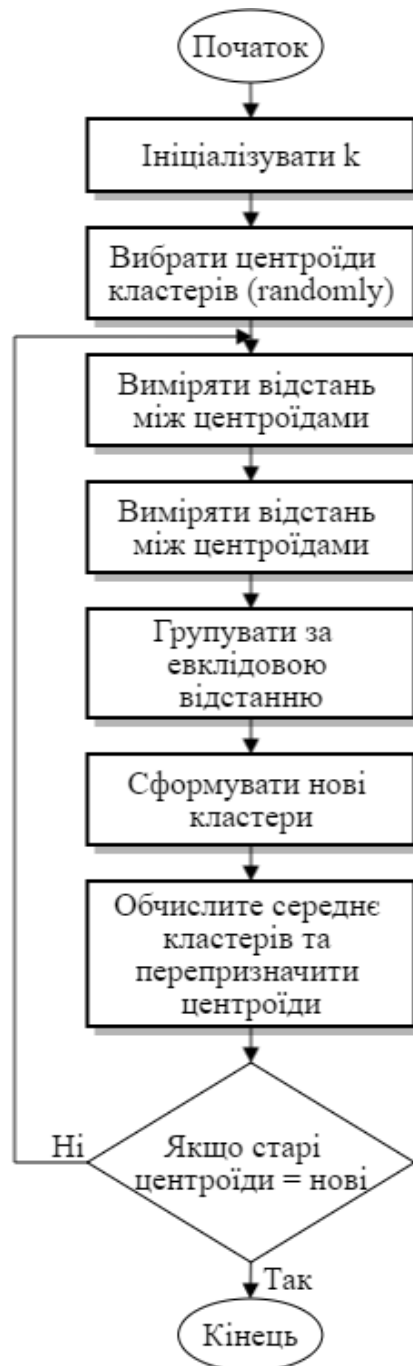 Початок
Ініціалізувати k
Вибрати центроїди
кластерів (randomly)
Виміряти відстань
між центроїдами
Виміряти відстань
між центроїдами
Групувати за
евклідовою
відстанню
Сформувати нові
кластери
Обчислите середнє
кластерів та
перепризначити
центроїди
Ні
Якщо старі
центроїди = нові
Так
Кінець